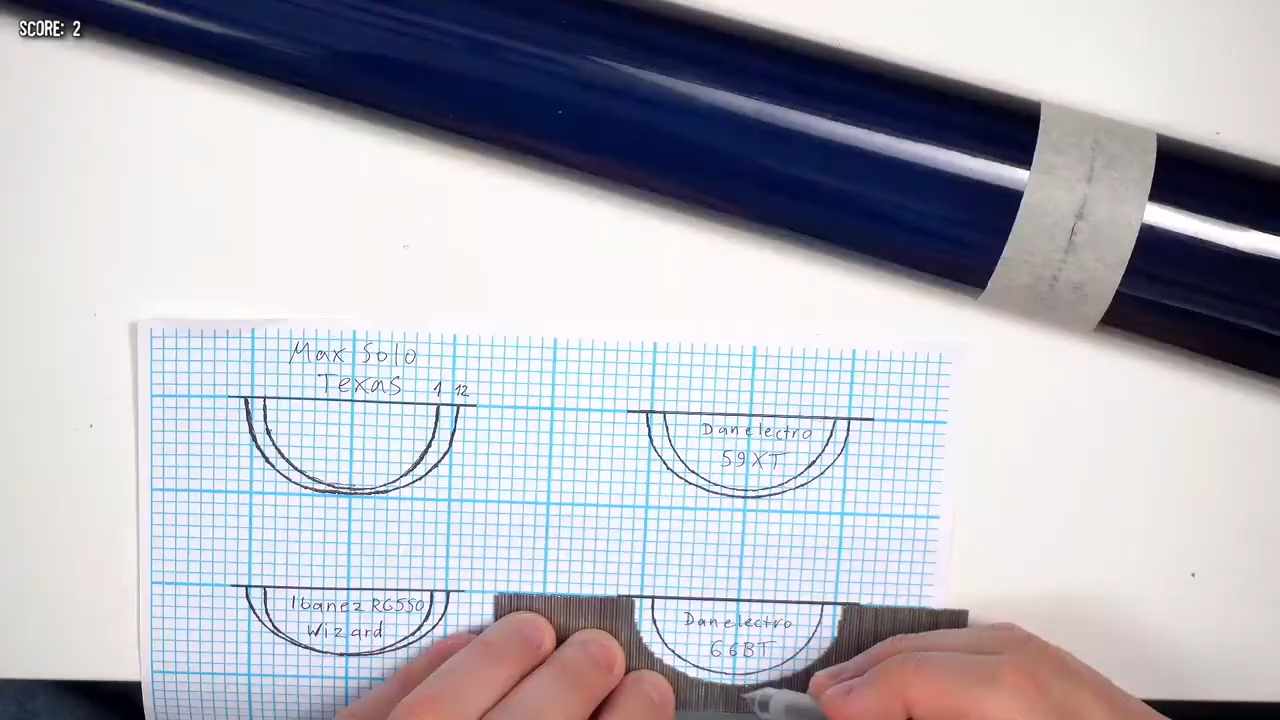 SCORE: 2
Max Solo
Texas 1 12
Danelectro
59XT
Ibanez RG550
Wizard
Danelectro
66BT